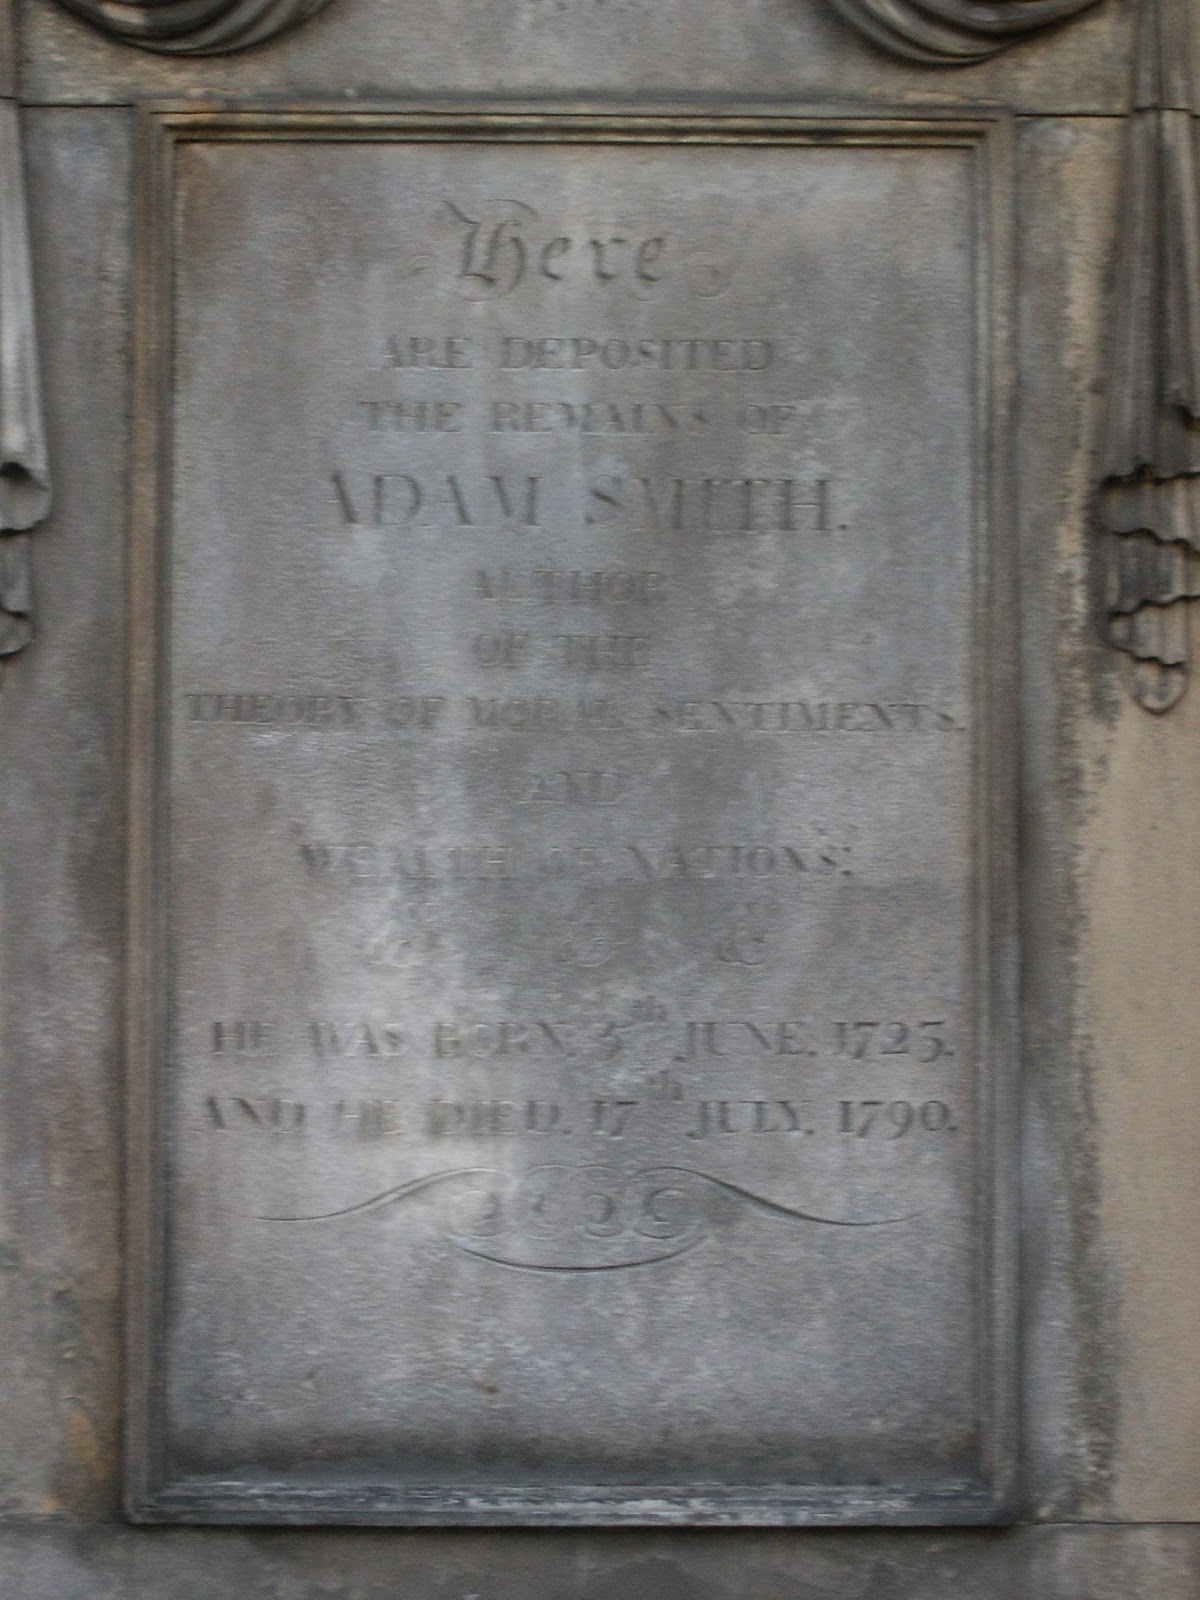 Here
ARE DEPOSITED
THE REMAINS OF
ADAM SMITH.
AUTHOR
OF THE
THEORY OF MORAL SENTIMENTS.
AND
WEALTH OF NATIONS:
& & &
HE WAS BORN. 5th JUNE. 1723.
AND HE DIED. 17th JULY. 1790.